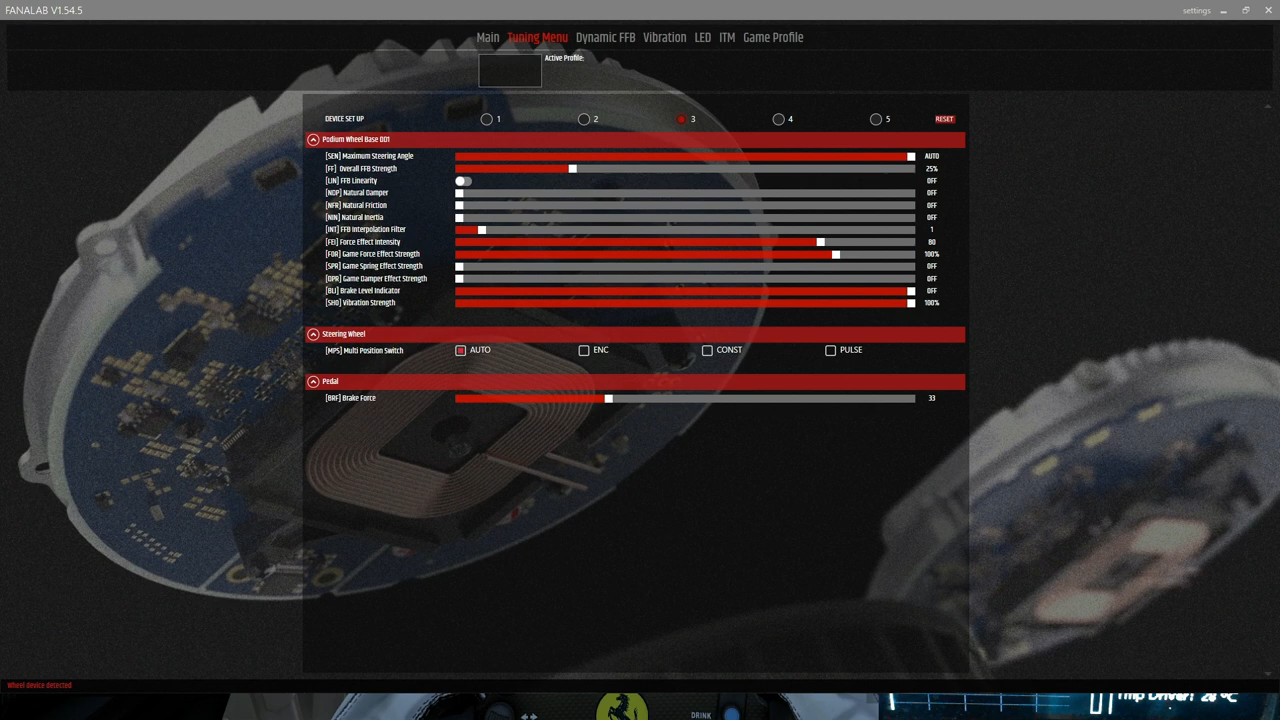 FANALAB V1.54.5
settings
Main Tuning Menu Dynamic FFB Vibration LED ITM Game Profile
Active Profile:
DEVICE SET UP 1 2 3 4 5 RESET
Podium Wheel Base DD1
[SEN] Maximum Steering Angle AUTO
[FF] Overall FFB Strength 25%
[LIN] FFB Linearity OFF
[NDP] Natural Damper OFF
[NFR] Natural Friction OFF
[NIN] Natural Inertia OFF
[INT] FFB Interpolation Filter 1
[FEI] Force Effect Intensity 80
[FOR] Game Force Effect Strength 100%
[SPR] Game Spring Effect Strength OFF
[DPR] Game Damper Effect Strength OFF
[BLI] Brake Level Indicator OFF
[SHO] Vibration Strength 100%
Steering Wheel
[MPS] Multi Position Switch AUTO ENC CONST PULSE
Pedal
[BRF] Brake Force 33
Wheel device detected
DRINK
Tmp Driver: 26 °C